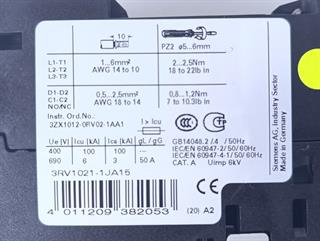 10
PZ2 ø5...6mm
L1-T1
L2-T2
L3-T3
1...6mm²
AWG 14 to 10
2...2,5Nm
18 to 22lb in
D1-D2
C1-C2
NO/NC
0,5...2,5mm²
AWG 18 to 14
0,8...1,2Nm
7 to 10.3lb in
Instr. Ord.No.:
3ZX1012-0RV02-1AA1
I > Icu
Ue [V] Icu [kA] Ics [kA] gL / gG
400 100 100 -
690 6 3 50 A
GB14048.2 /4 / 50Hz
IEC/EN 60947-2/ 50/ 60Hz
IEC/EN 60947-4-1/ 50/ 60Hz
CAT. A Uimp 6kV
Siemens AG, Industry Sector
Made in Germany
3RV1021-1JA15
4 011209 382053
(20) A2